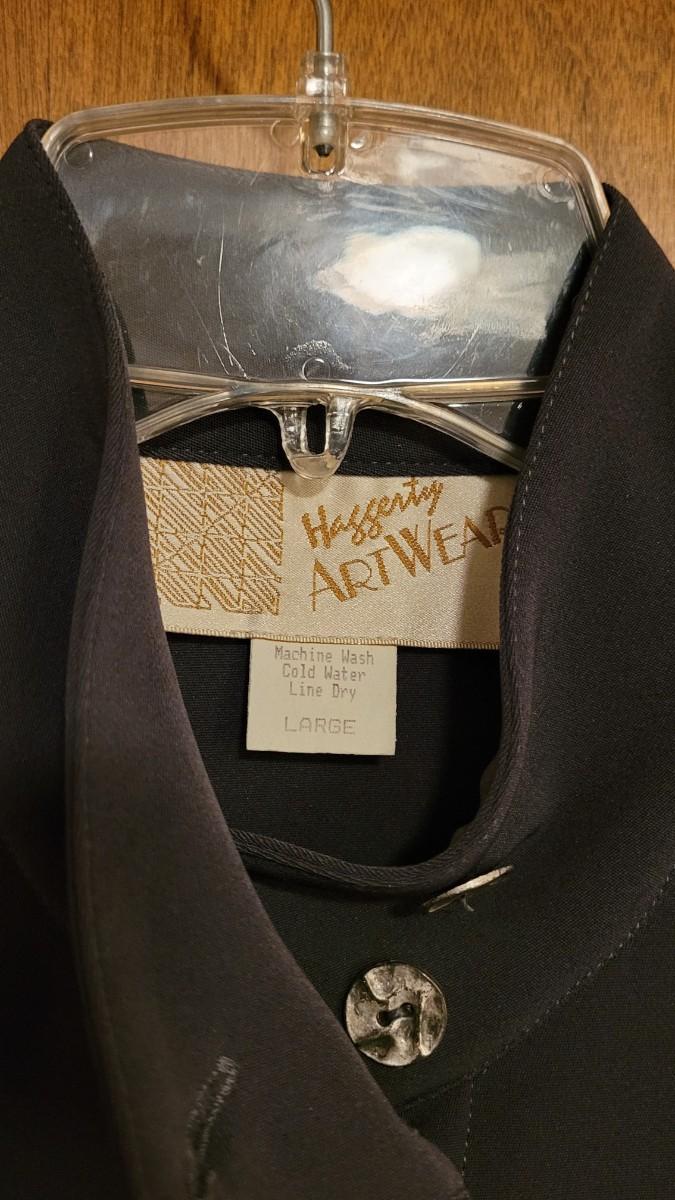 Haggerty
ARTWEAR
Machine Wash
Cold Water
Line Dry
LARGE